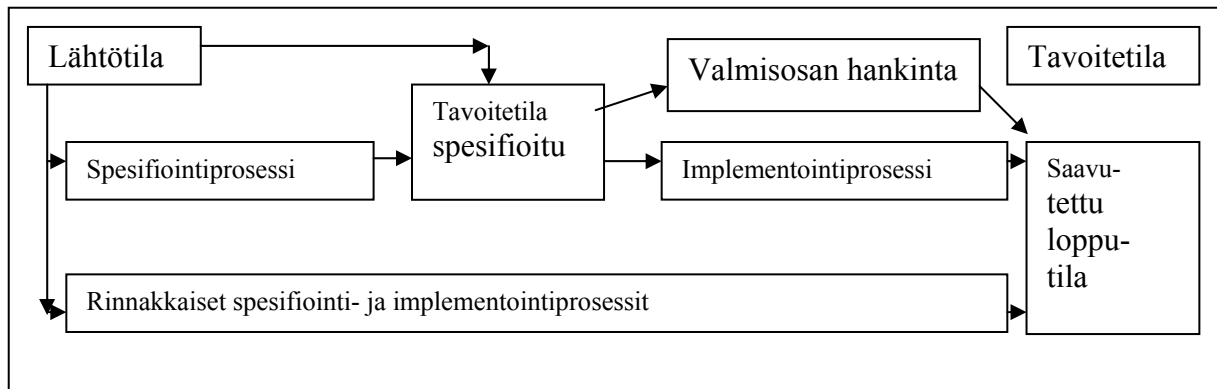 Lähtötila
Valmisosan hankinta
Tavoitetila
Tavoitetila
spesifioitu
Spesifiointiprosessi
Implementointiprosessi
Saavu-
tettu
loppu-
tila
Rinnakkaiset spesifiointi- ja implementointiprosessit